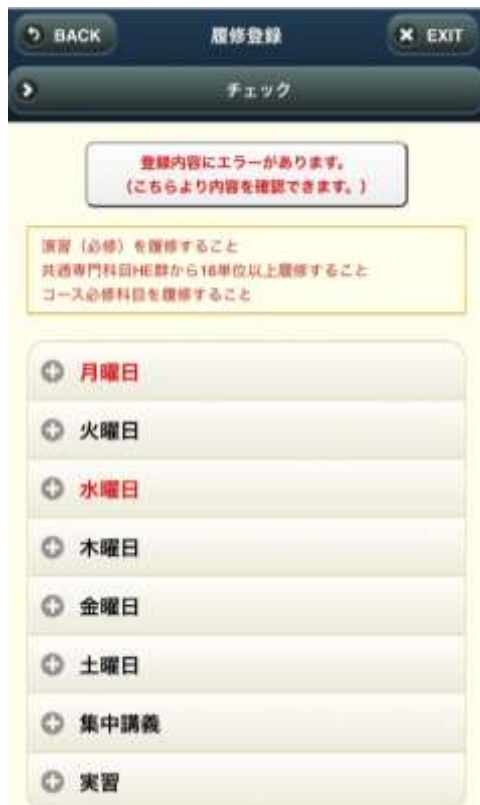 BACK
履修登録
EXIT
チェック
登録内容にエラーがあります。
(こちらより内容を確認できます。)
演習（必修）を履修すること
共通専門科目HE群から16単位以上履修すること
コース必修科目を履修すること
月曜日
火曜日
水曜日
木曜日
金曜日
土曜日
集中講義
実習